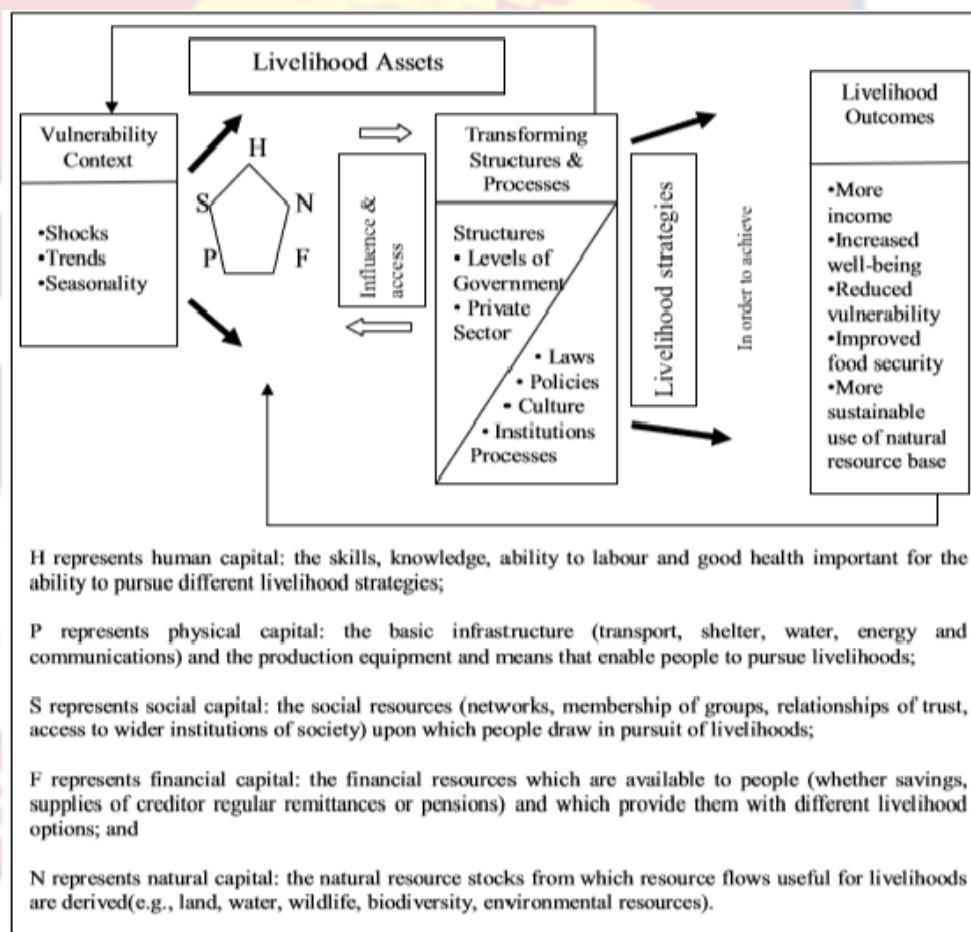 Livelihood Assets
Vulnerability
Context
•Shocks
•Trends
•Seasonality
H
S
N
P
F
Influence &
access
Transforming
Structures &
Processes
Structures
• Levels of
Government
• Private
Sector
• Laws
• Policies
• Culture
• Institutions
Processes
Livelihood strategies
In order to achieve
Livelihood
Outcomes
•More
income
•Increased
well-being
•Reduced
vulnerability
•Improved
food security
•More
sustainable
use of natural
resource base
H represents human capital: the skills, knowledge, ability to labour and good health important for the
ability to pursue different livelihood strategies;
P represents physical capital: the basic infrastructure (transport, shelter, water, energy and
communications) and the production equipment and means that enable people to pursue livelihoods;
S represents social capital: the social resources (networks, membership of groups, relationships of trust,
access to wider institutions of society) upon which people draw in pursuit of livelihoods;
F represents financial capital: the financial resources which are available to people (whether savings,
supplies of creditor regular remittances or pensions) and which provide them with different livelihood
options; and
N represents natural capital: the natural resource stocks from which resource flows useful for livelihoods
are derived(e.g., land, water, wildlife, biodiversity, environmental resources).